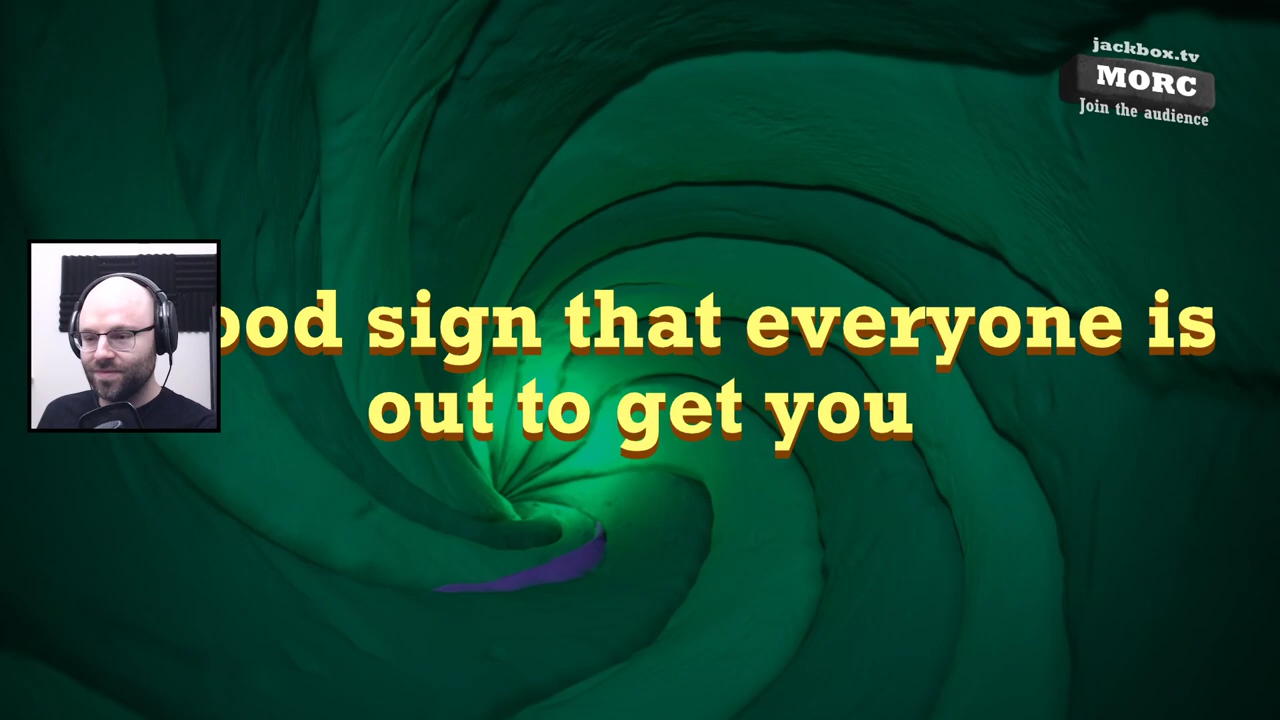 jackbox.tv
MORC
Join the audience
ood sign that everyone is
out to get you